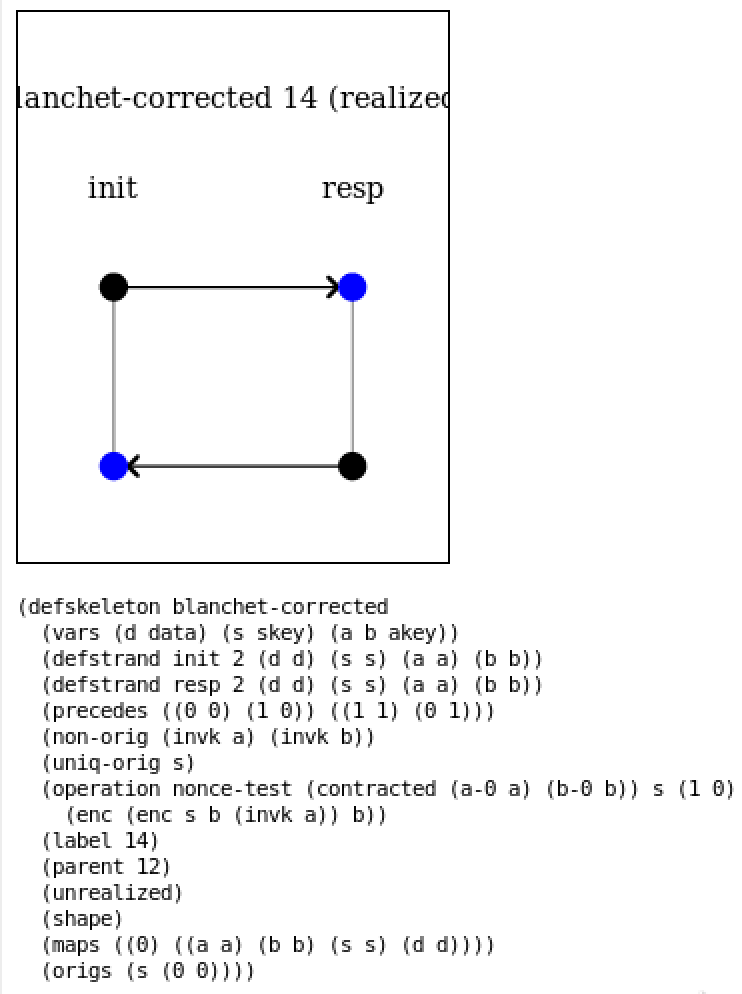 lanchet-corrected 14 (realized
init resp
(defskeleton blanchet-corrected
  (vars (d data) (s skey) (a b akey))
  (defstrand init 2 (d d) (s s) (a a) (b b))
  (defstrand resp 2 (d d) (s s) (a a) (b b))
  (precedes ((0 0) (1 0)) ((1 1) (0 1)))
  (non-orig (invk a) (invk b))
  (uniq-orig s)
  (operation nonce-test (contracted (a-0 a) (b-0 b)) s (1 0)
    (enc (enc s b (invk a)) b))
  (label 14)
  (parent 12)
  (unrealized)
  (shape)
  (maps ((0) ((a a) (b b) (s s) (d d))))
  (origs (s (0 0))))